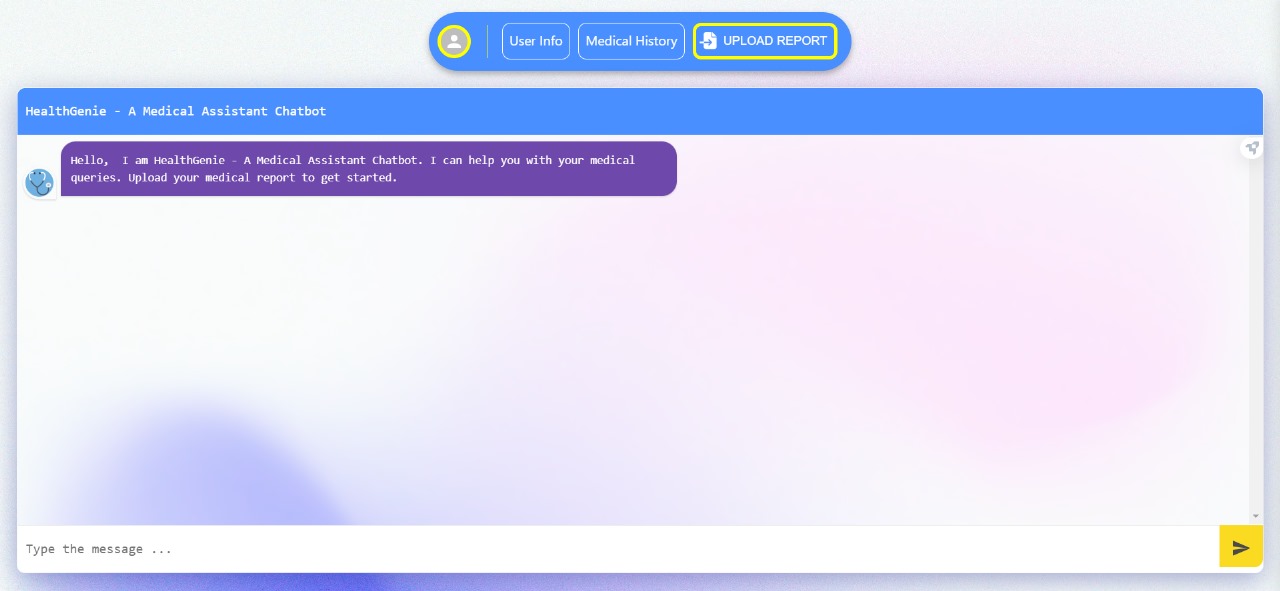 User Info
Medical History
UPLOAD REPORT
HealthGenie - A Medical Assistant Chatbot
Hello,  I am HealthGenie - A Medical Assistant Chatbot. I can help you with your medical
queries. Upload your medical report to get started.
Type the message ...